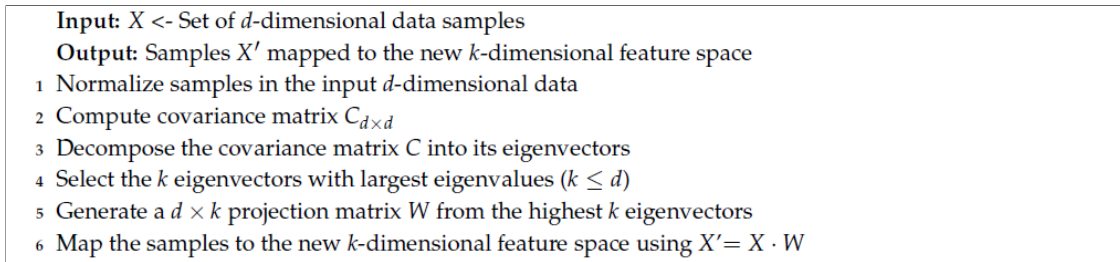 Input: X <- Set of d-dimensional data samples
Output: Samples X′ mapped to the new k-dimensional feature space
1 Normalize samples in the input d-dimensional data
2 Compute covariance matrix C_{d×d}
3 Decompose the covariance matrix C into its eigenvectors
4 Select the k eigenvectors with largest eigenvalues (k ≤ d)
5 Generate a d × k projection matrix W from the highest k eigenvectors
6 Map the samples to the new k-dimensional feature space using X′= X · W